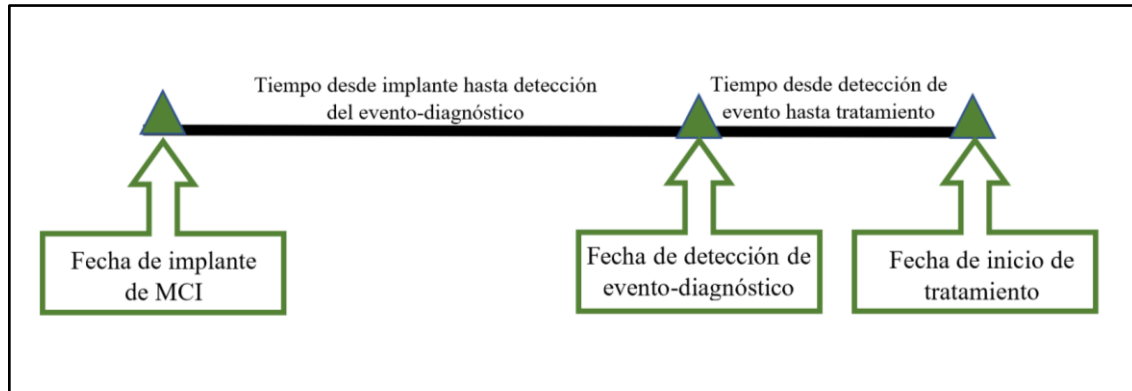 Tiempo desde implante hasta detección
del evento-diagnóstico
Tiempo desde detección de
evento hasta tratamiento
Fecha de implante
de MCI
Fecha de detección de
evento-diagnóstico
Fecha de inicio de
tratamiento